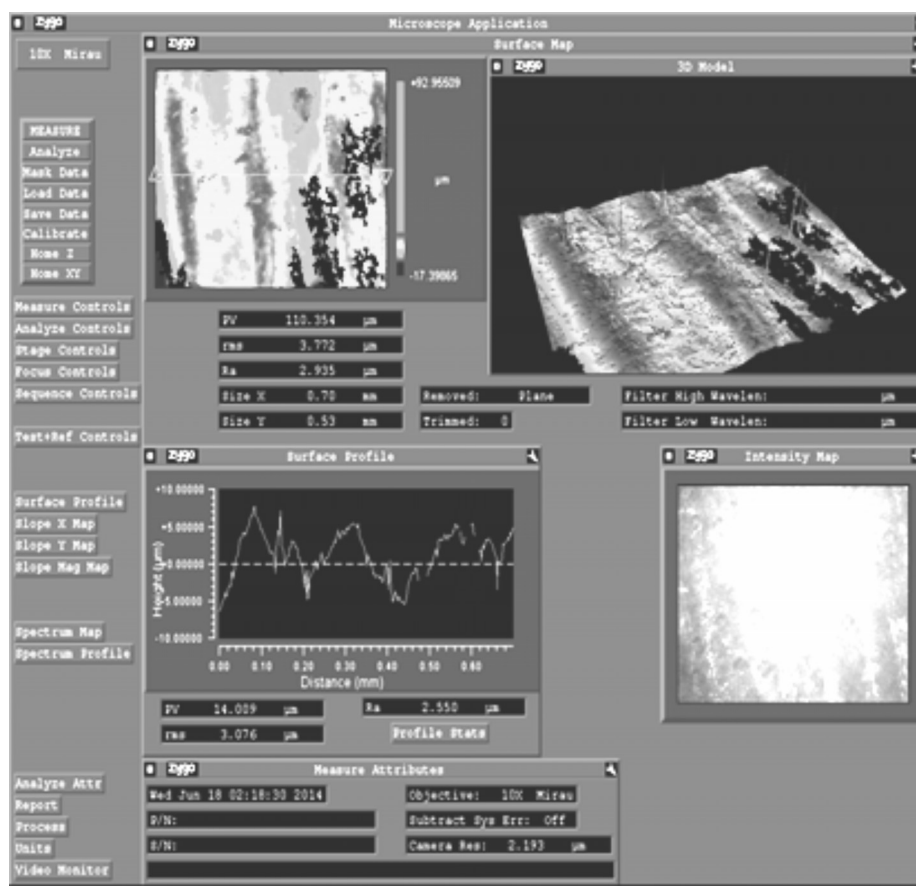 zygo Microscope Application
10X Mirau
MEASURE
Analyze
Mask Data
Load Data
Save Data
Calibrate
Home Z
Home XY
Measure Controls
Analyze Controls
Stage Controls
Focus Controls
Sequence Controls
Test+Ref Controls
Surface Profile
Slope X Map
Slope Y Map
Slope Mag Map
Spectrum Map
Spectrum Profile
Analyze Attr
Report
Process
Units
Video Monitor
zygo Surface Map
+92.95509
µm
-17.39865
zygo 3D Model
PV 110.354 µm
rms 3.772 µm
Ra 2.935 µm
Size X 0.70 mm
Size Y 0.53 mm
Removed: Plane
Trimmed: 0
Filter High Wavelen: µm
Filter Low Wavelen: µm
zygo Surface Profile
Height (µm)
+10.00000
+5.00000
0.00000
-5.00000
-10.00000
0.00 0.10 0.20 0.30 0.40 0.50 0.60
Distance (mm)
PV 14.009 µm
rms 3.076 µm
Ra 2.550 µm
Profile Stats
zygo Intensity Map
zygo Measure Attributes
Wed Jun 18 02:18:30 2014
P/N:
S/N:
Objective: 10X Mirau
Subtract Sys Err: Off
Camera Res: 2.193 µm